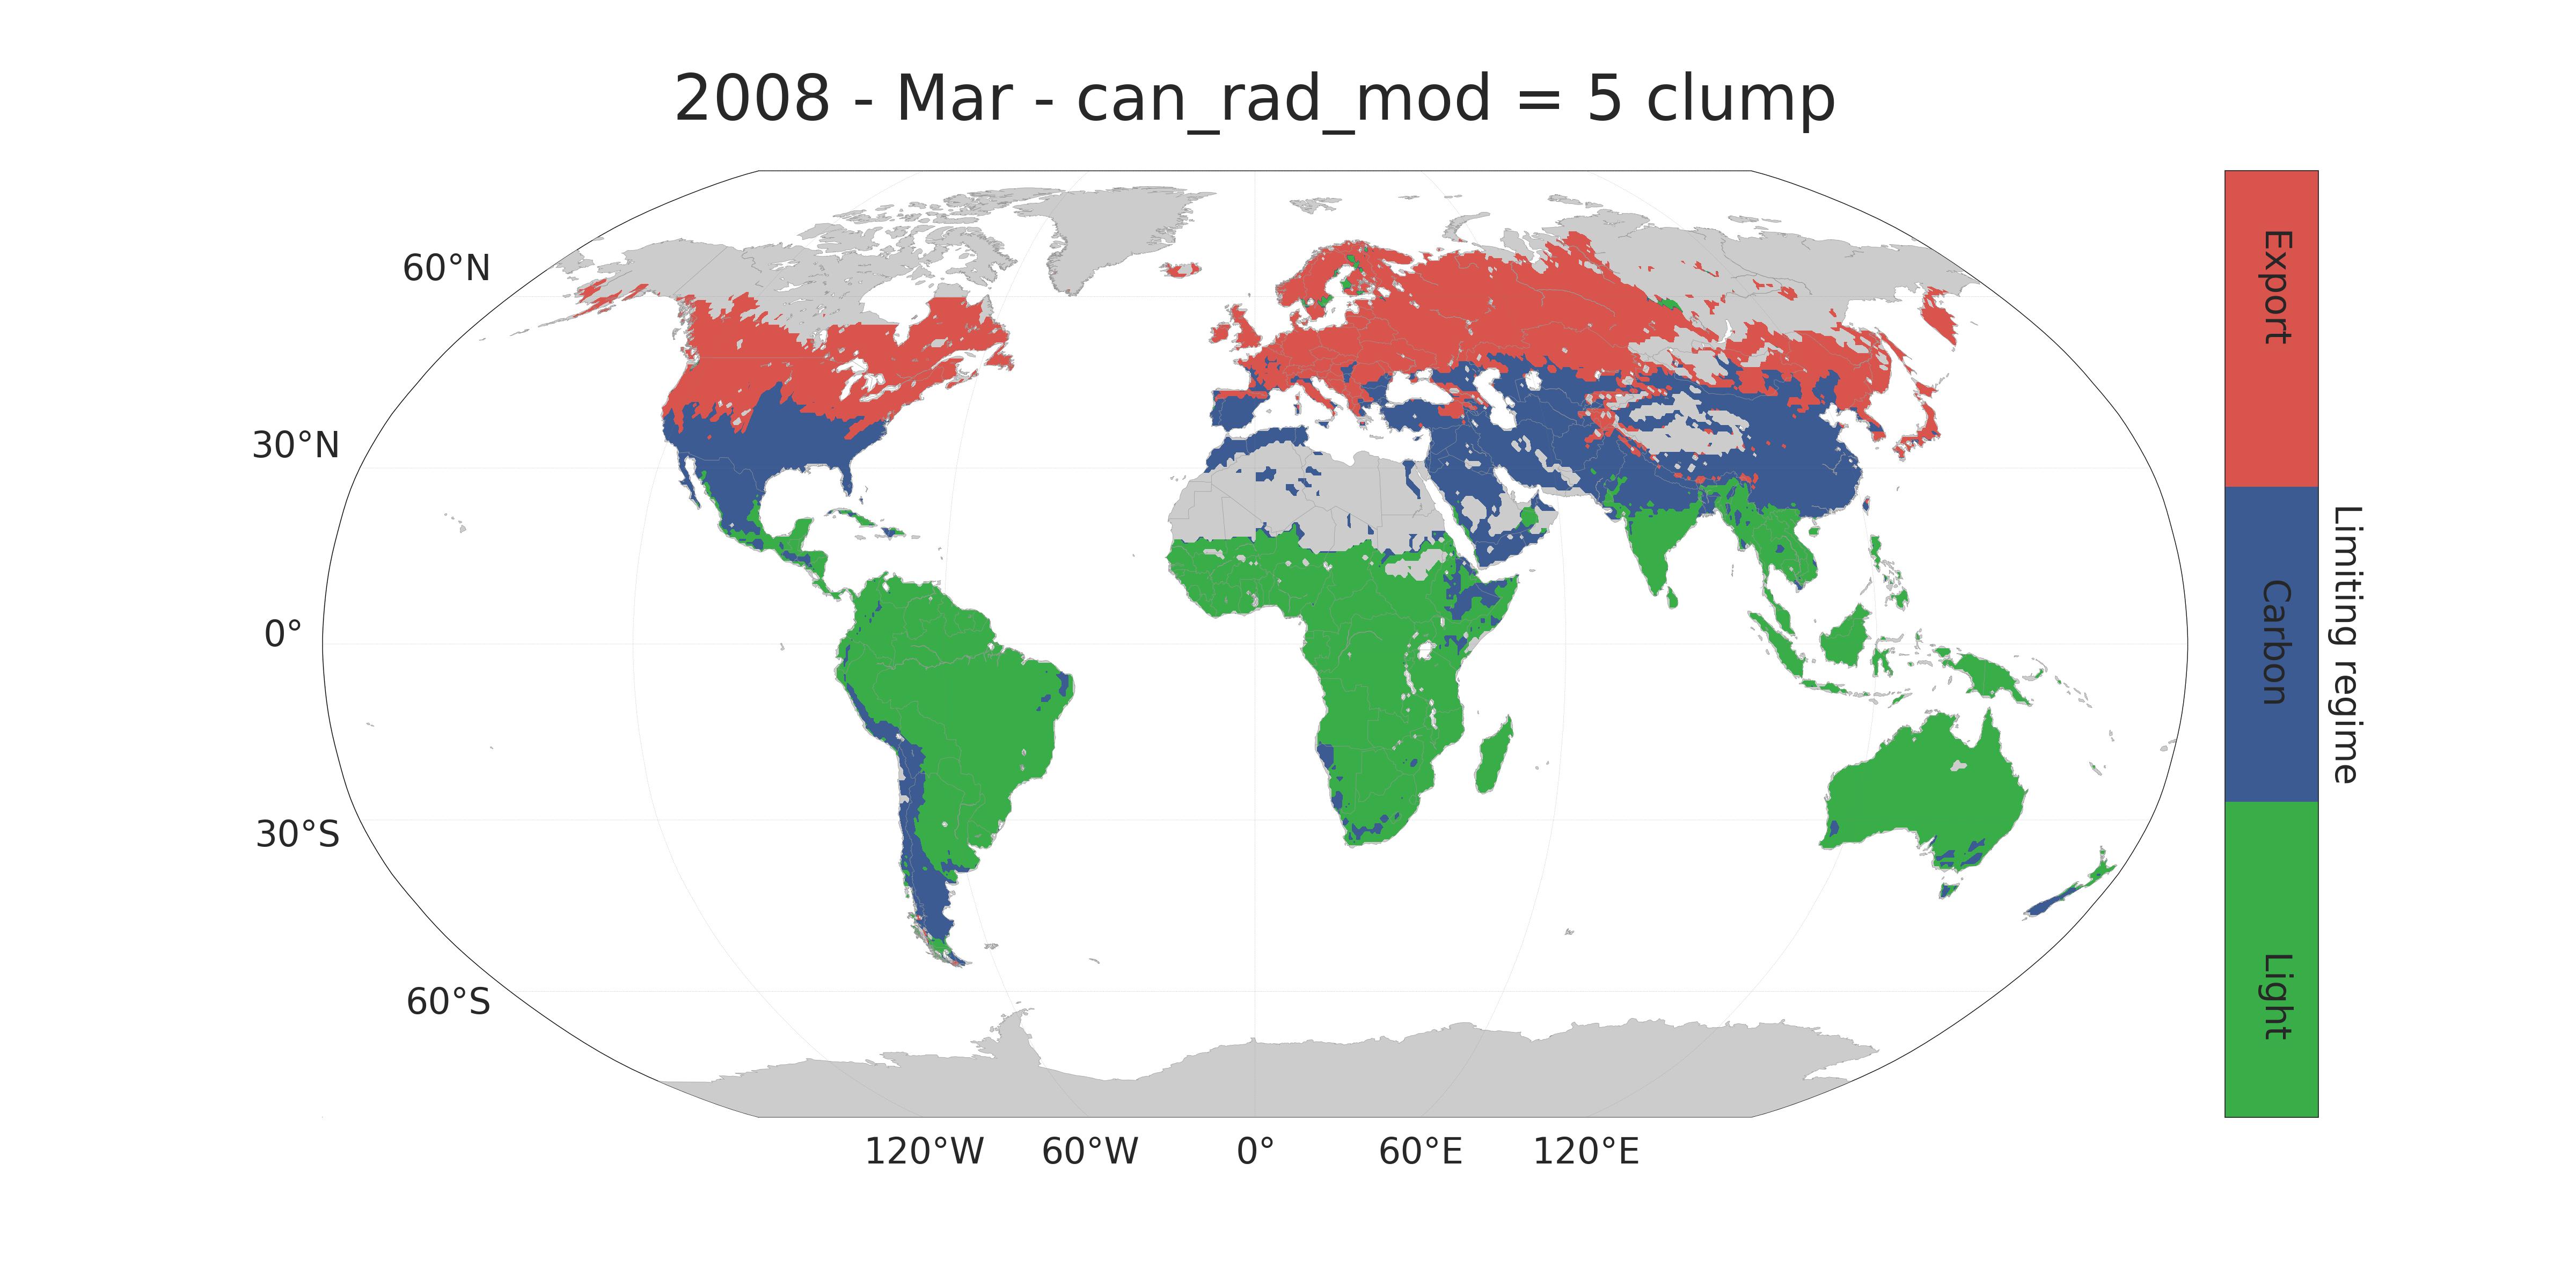 2008 - Mar - can_rad_mod = 5 clump
60°N
30°N
0°
30°S
60°S
120°W 60°W 0° 60°E 120°E
Export
Carbon
Light
Limiting regime